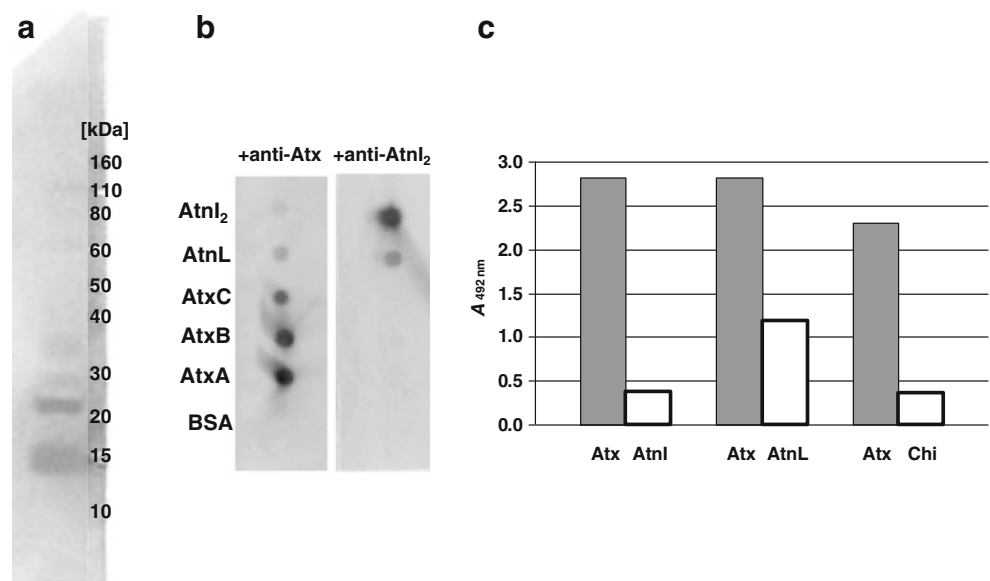 a
[kDa]
160
110
80
60
50
40
30
20
15
10
b
+anti-Atx +anti-AtnI₂
AtnI₂
AtnL
AtxC
AtxB
AtxA
BSA
c
3.0
2.5
2.0
1.5
1.0
0.5
0.0
A 492 nm
Atx AtnI Atx AtnL Atx Chi